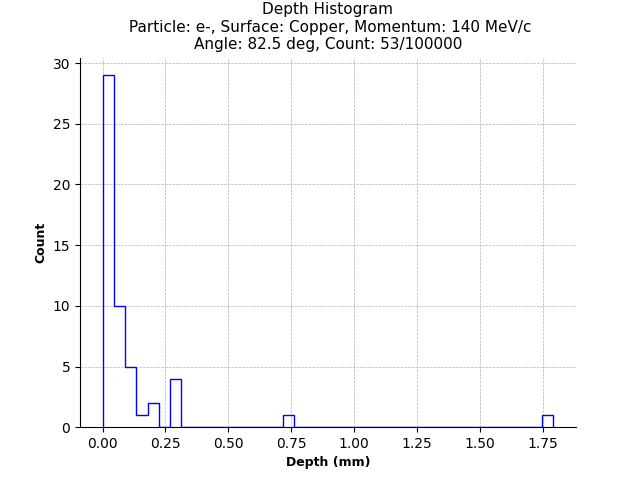 Depth Histogram
Particle: e-, Surface: Copper, Momentum: 140 MeV/c
Angle: 82.5 deg, Count: 53/100000
30
25
20
15
10
5
0
Count
0.00 0.25 0.50 0.75 1.00 1.25 1.50 1.75
Depth (mm)